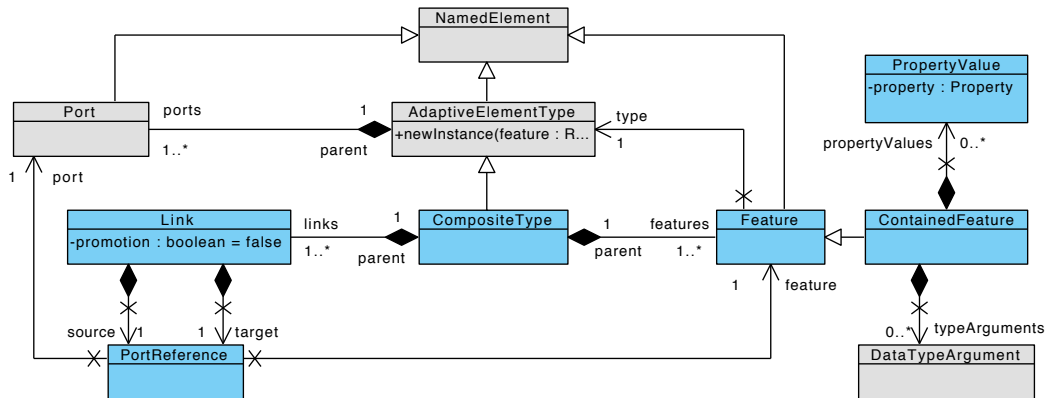 NamedElement
PropertyValue
-property : Property
Port
ports
1
AdaptiveElementType
+newInstance(feature : R...
type
1
1..*
parent
propertyValues
0..*
1
port
Link
-promotion : boolean = false
links
1
1..*
parent
CompositeType
1
parent
features
1..*
Feature
ContainedFeature
1
feature
source
1
1
target
0..*
typeArguments
PortReference
DataTypeArgument